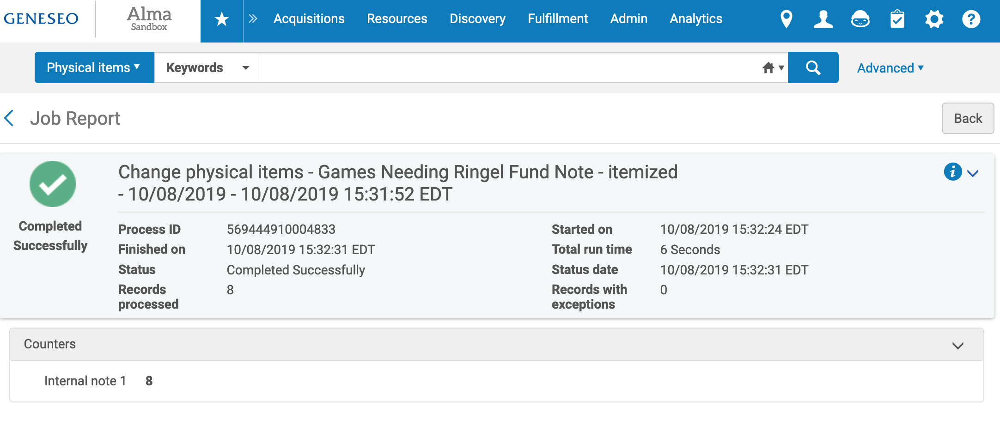 GENESEO
Alma
Sandbox
Acquisitions Resources Discovery Fulfillment Admin Analytics
Physical items Keywords Advanced
Job Report
Back
Change physical items - Games Needing Ringel Fund Note - itemized
- 10/08/2019 - 10/08/2019 15:31:52 EDT
Completed
Successfully
Process ID 569444910004833 Started on 10/08/2019 15:32:24 EDT
Finished on 10/08/2019 15:32:31 EDT Total run time 6 Seconds
Status Completed Successfully Status date 10/08/2019 15:32:31 EDT
Records processed 8 Records with exceptions 0
Counters
Internal note 1 8